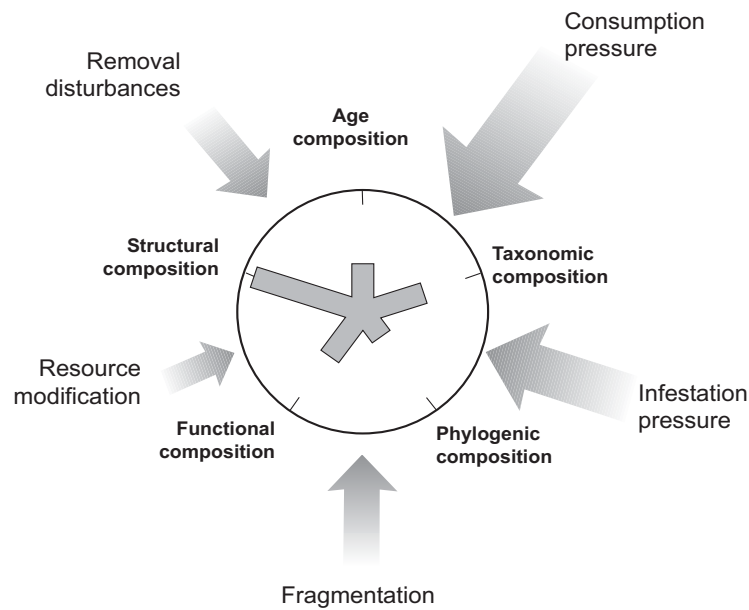 Consumption
pressure
Removal
disturbances
Age
composition
Structural
composition
Taxonomic
composition
Resource
modification
Infestation
pressure
Functional
composition
Phylogenic
composition
Fragmentation